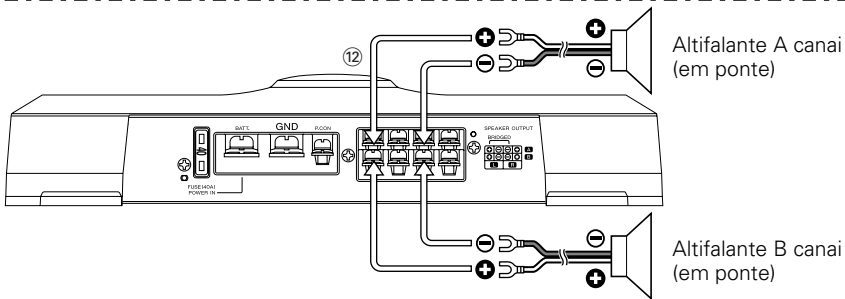 Altifalante A canai
(em ponte)
⑫
BATT.
GND
P.CON
SPEAKER OUTPUT
BRIDGED
A
B
L R
FUSE(40A)
POWER IN
Altifalante B canai
(em ponte)